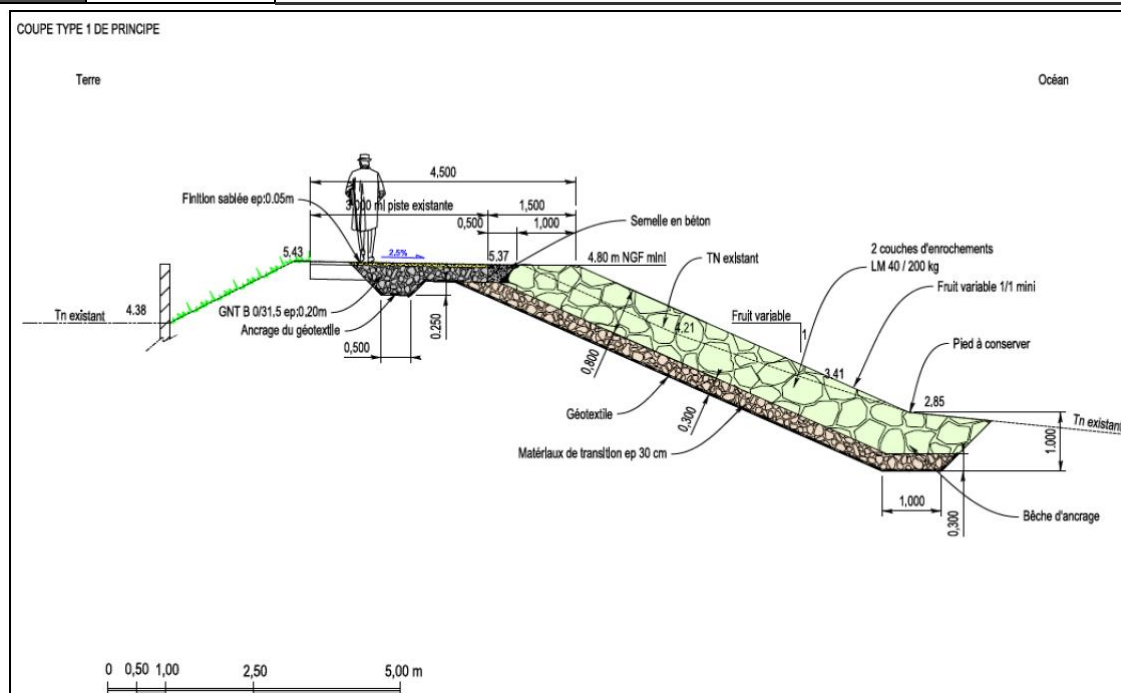 COUPE TYPE 1 DE PRINCIPE
Terre
Océan
4,500
Finition sablée ep:0.05m
3,000 ml piste existante
1,500
0,500
1,000
Semelle en béton
5.43
2,5%
5.37
4.80 m NGF mini
TN existant
2 couches d'enrochements
LM 40 / 200 kg
Fruit variable 1/1 mini
Tn existant
4.38
GNT B 0/31.5 ep:0.20m
Ancrage du géotextile
0,500
0.250
0,800
4.21
Fruit variable
1
3.41
Pied à conserver
2,85
Tn existant
Géotextile
0,300
Matériaux de transition ep 30 cm
1.000
1,000
0,300
Bêche d'ancrage
0 0,50 1,00 2,50 5,00 m